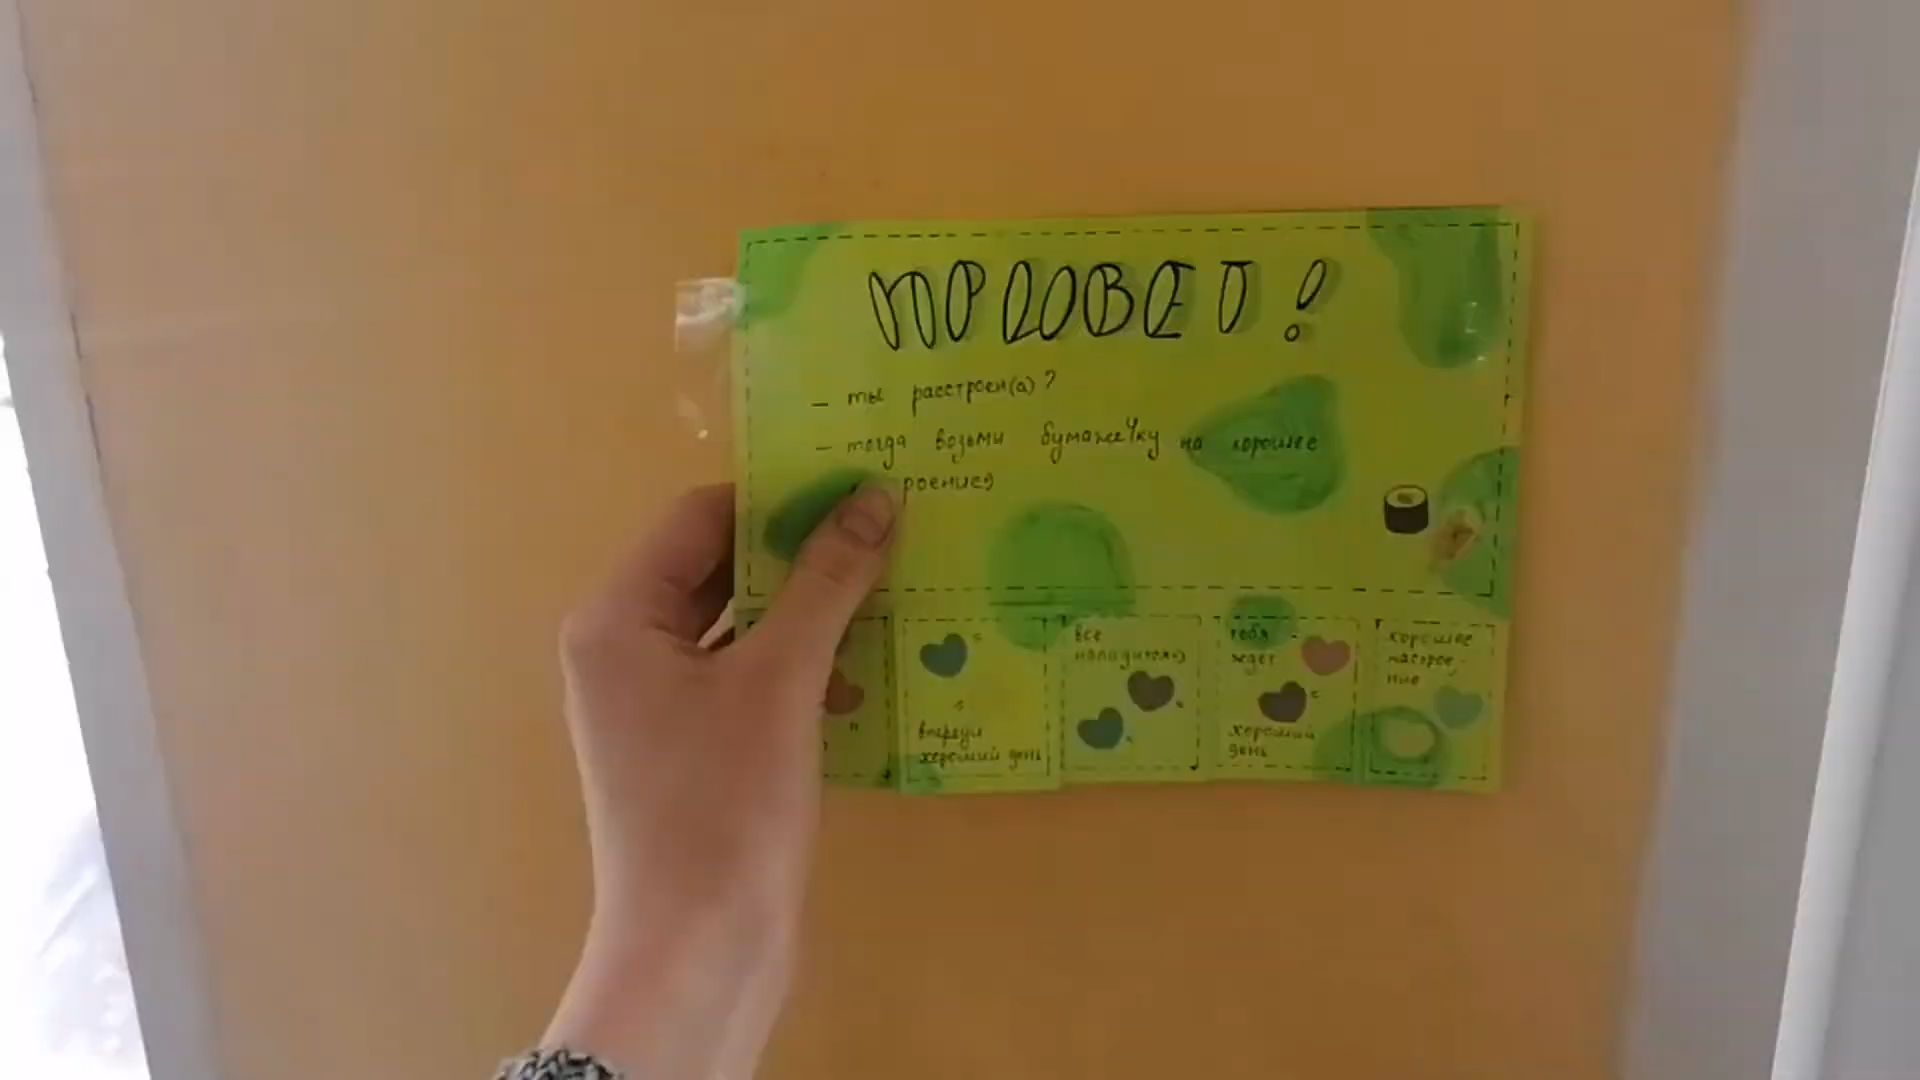 ПРИВЕТ!
– ты расстроен(а)?
– тогда возьми бумажечку на хорошее
роение)
впереди
хороший день
все
наладится)
тебя
ждет
хороший
день
хорошее
настрое-
ние